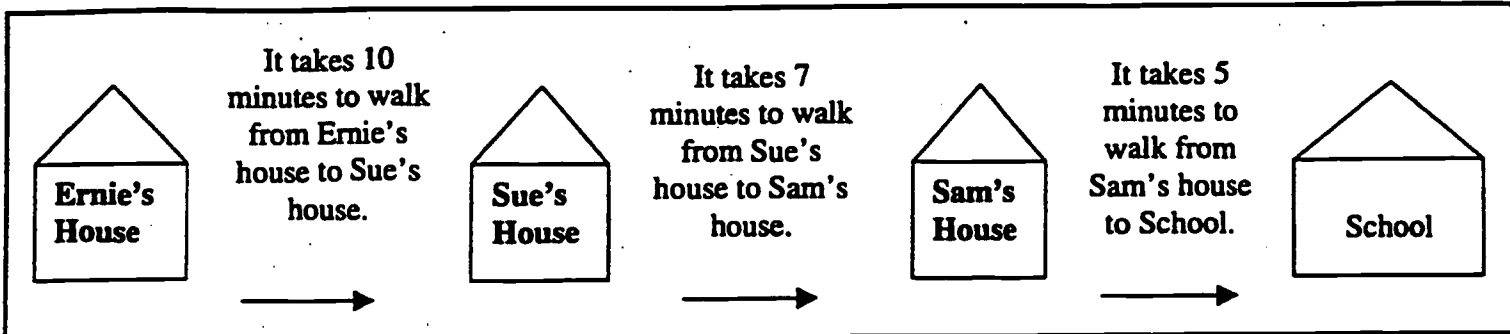 It takes 10
minutes to walk
from Ernie's
house to Sue's
house.
It takes 7
minutes to walk
from Sue's
house to Sam's
house.
It takes 5
minutes to
walk from
Sam's house
to School.
Ernie's
House
Sue's
House
Sam's
House
School